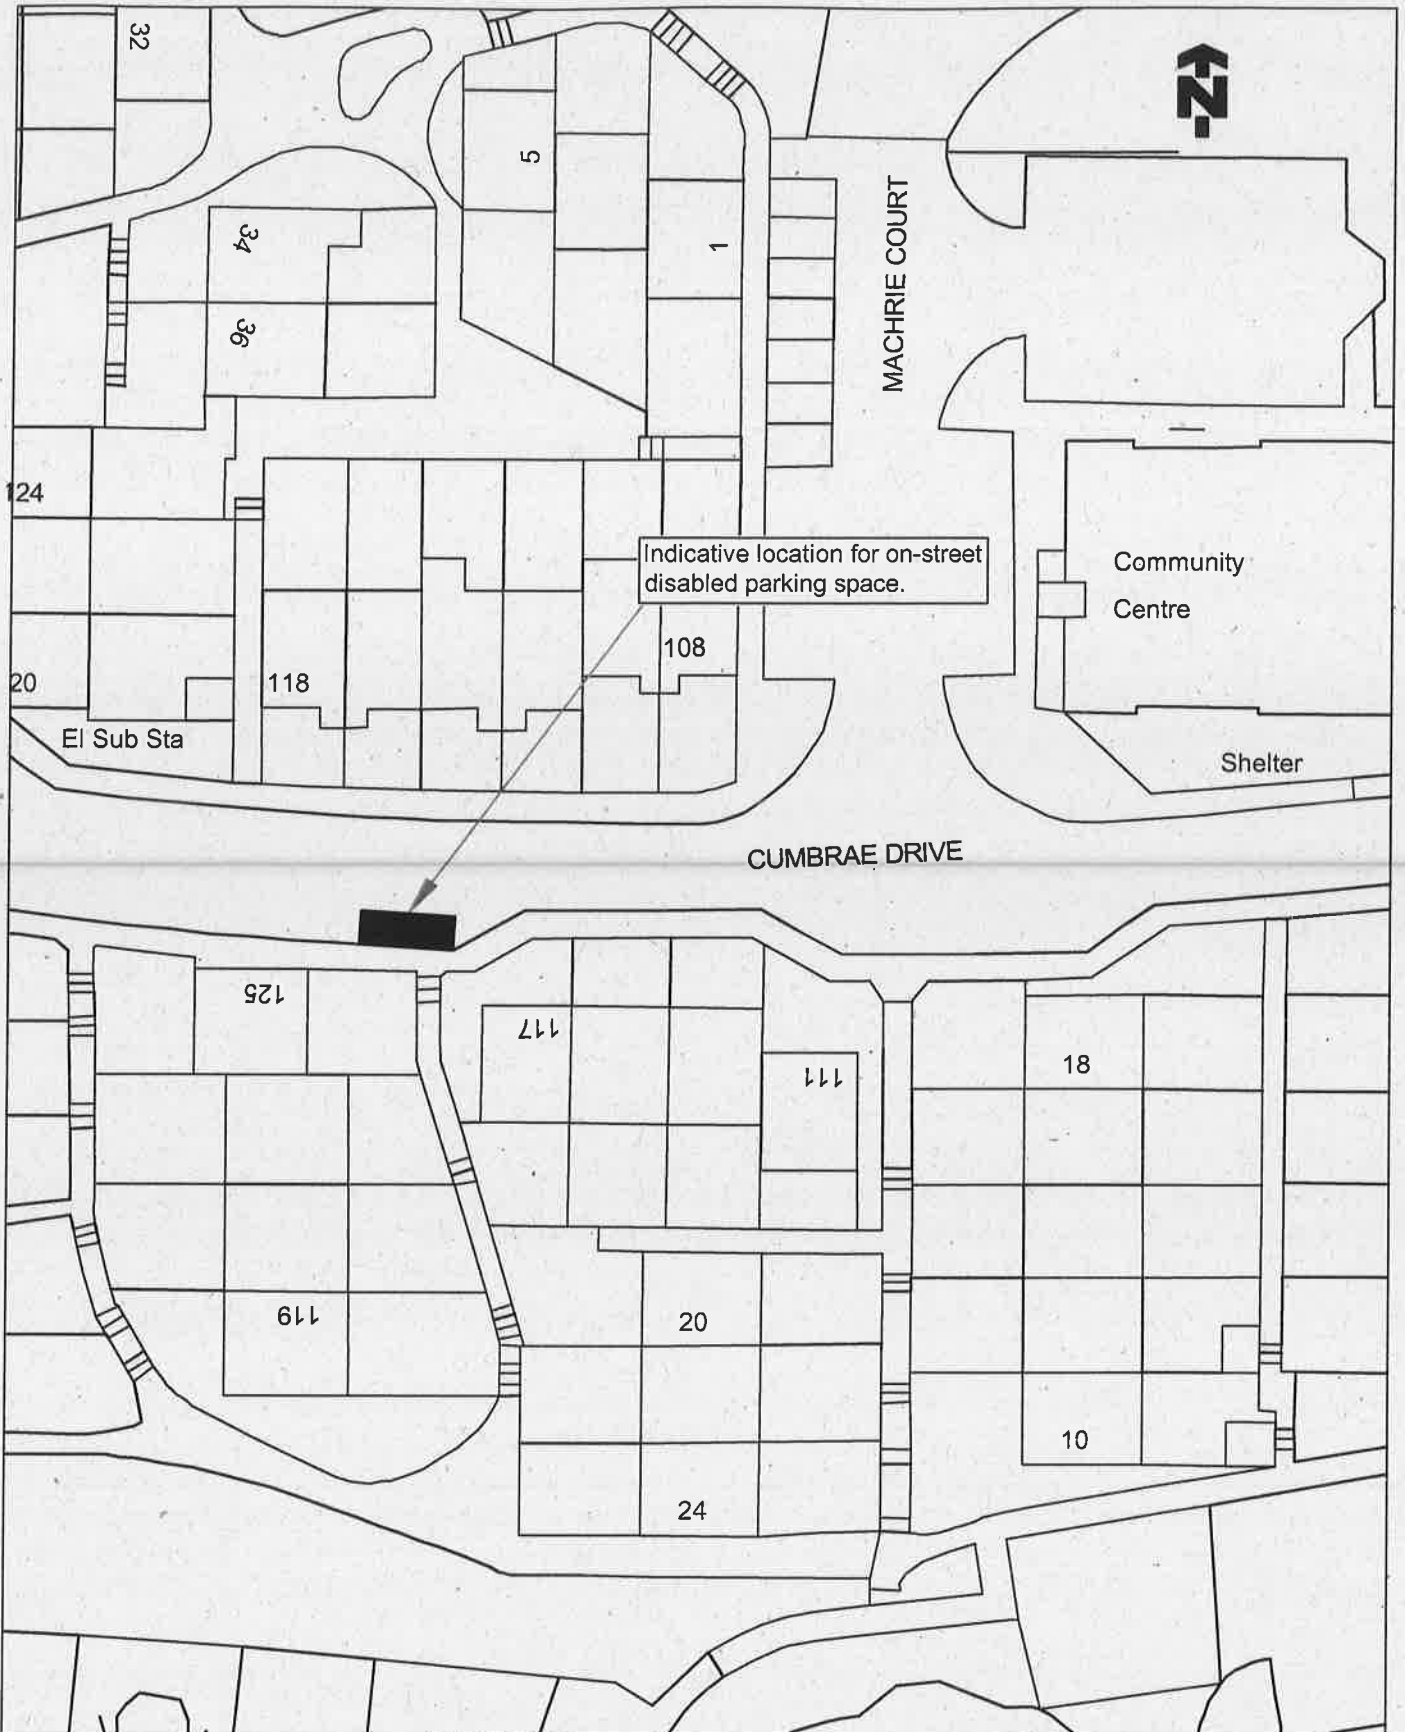 32
N
5
34
1
MACHRIE COURT
36
124
Indicative location for on-street
disabled parking space.
Community
Centre
108
20
118
El Sub Sta
Shelter
CUMBRAE DRIVE
125
117
111
18
119
20
10
24